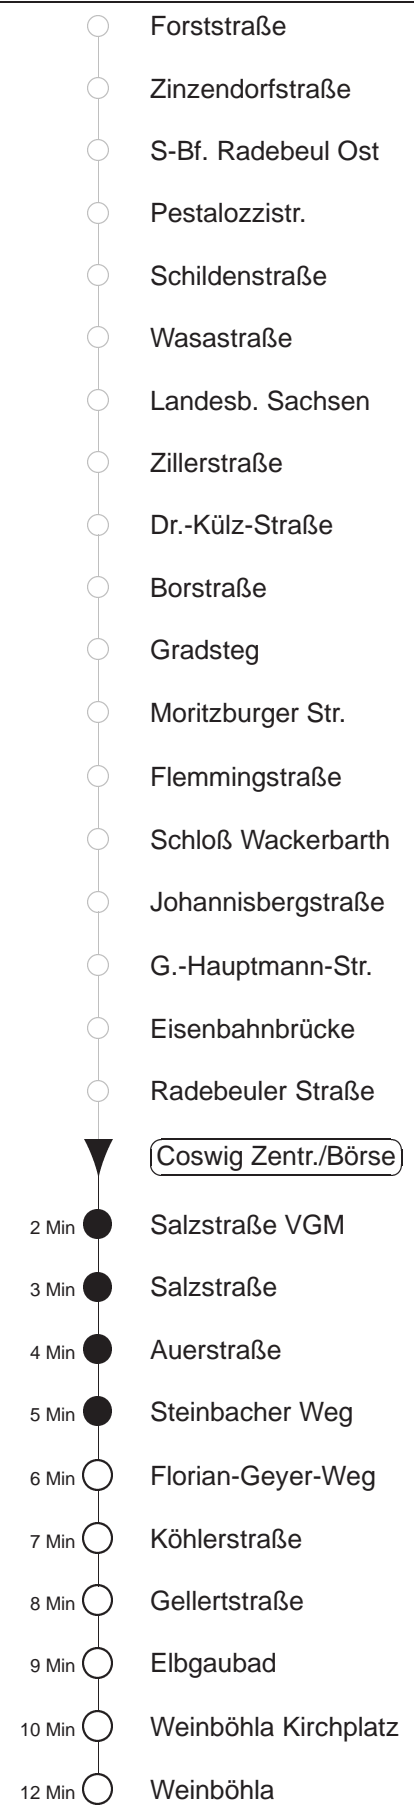 Forststraße
Zinzendorfstraße
S-Bf. Radebeul Ost
Pestalozzistr.
Schildenstraße
Wasastraße
Landesb. Sachsen
Zillerstraße
Dr.-Külz-Straße
Borstraße
Gradsteg
Moritzburger Str.
Flemmingstraße
Schloß Wackerbarth
Johannisbergstraße
G.-Hauptmann-Str.
Eisenbahnbrücke
Radebeuler Straße
Coswig Zentr./Börse
2 Min Salzstraße VGM
3 Min Salzstraße
4 Min Auerstraße
5 Min Steinbacher Weg
6 Min Florian-Geyer-Weg
7 Min Köhlerstraße
8 Min Gellertstraße
9 Min Elbgaubad
10 Min Weinböhla Kirchplatz
12 Min Weinböhla